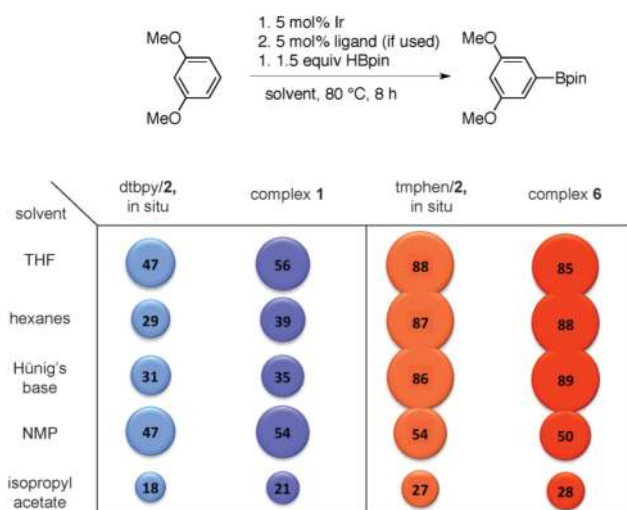 1. 5 mol% Ir
2. 5 mol% ligand (if used)
1. 1.5 equiv HBpin
solvent, 80 °C, 8 h
MeO
MeO
MeO
Bpin
MeO
solvent
dtbpy/2,
in situ
complex 1
tmphen/2,
in situ
complex 6
THF
47
56
88
85
hexanes
29
39
87
88
Hünig's
base
31
35
86
89
NMP
47
54
54
50
isopropyl
acetate
18
21
27
28